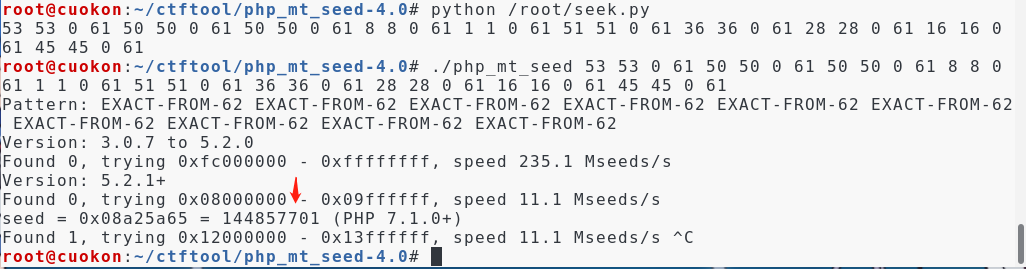 root@cuokon:~/ctftool/php_mt_seed-4.0# python /root/seek.py
53 53 0 61 50 50 0 61 50 50 0 61 8 8 0 61 1 1 0 61 51 51 0 61 36 36 0 61 28 28 0 61 16 16 0
61 45 45 0 61
root@cuokon:~/ctftool/php_mt_seed-4.0# ./php_mt_seed 53 53 0 61 50 50 0 61 50 50 0 61 8 8 0
61 1 1 0 61 51 51 0 61 36 36 0 61 28 28 0 61 16 16 0 61 45 45 0 61
Pattern: EXACT-FROM-62 EXACT-FROM-62 EXACT-FROM-62 EXACT-FROM-62 EXACT-FROM-62 EXACT-FROM-62
EXACT-FROM-62 EXACT-FROM-62 EXACT-FROM-62 EXACT-FROM-62
Version: 3.0.7 to 5.2.0
Found 0, trying 0xfc000000 - 0xffffffff, speed 235.1 Mseeds/s
Version: 5.2.1+
Found 0, trying 0x08000000 - 0x09ffffff, speed 11.1 Mseeds/s
seed = 0x08a25a65 = 144857701 (PHP 7.1.0+)
Found 1, trying 0x12000000 - 0x13ffffff, speed 11.1 Mseeds/s ^C
root@cuokon:~/ctftool/php_mt_seed-4.0#